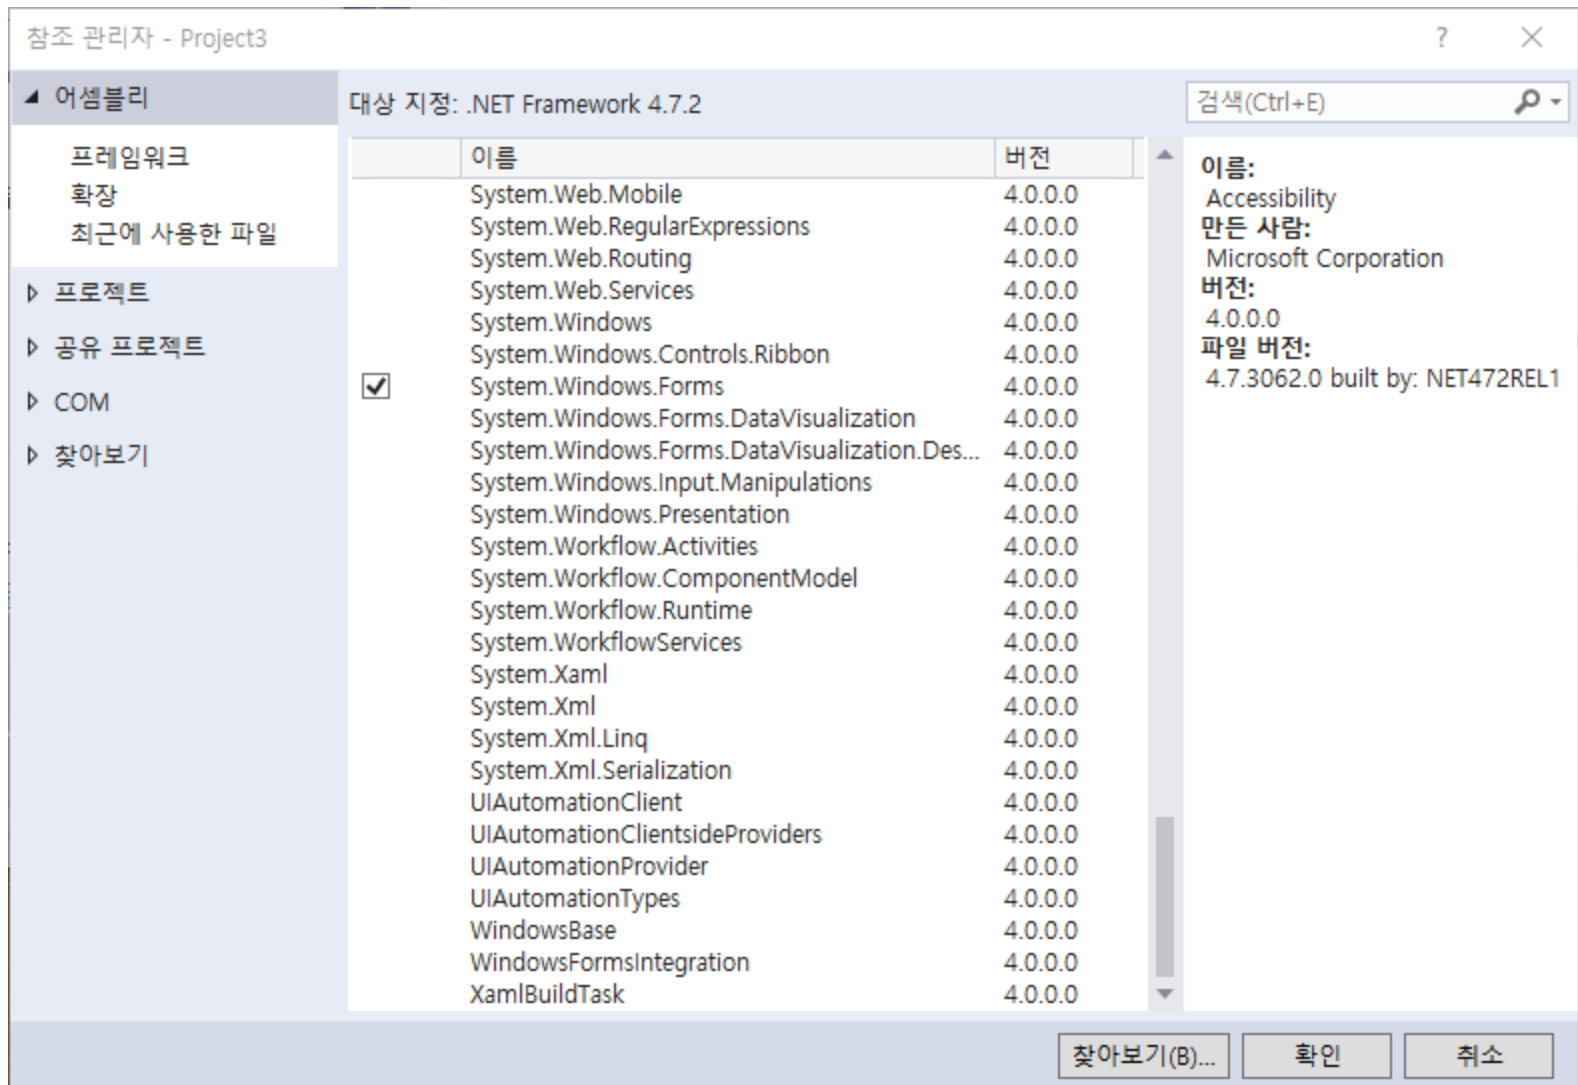 참조 관리자 - Project3
?
어셈블리
프레임워크
확장
최근에 사용한 파일
프로젝트
공유 프로젝트
COM
찾아보기
대상 지정: .NET Framework 4.7.2
검색(Ctrl+E)
이름 버전
System.Web.Mobile 4.0.0.0
System.Web.RegularExpressions 4.0.0.0
System.Web.Routing 4.0.0.0
System.Web.Services 4.0.0.0
System.Windows 4.0.0.0
System.Windows.Controls.Ribbon 4.0.0.0
System.Windows.Forms 4.0.0.0
System.Windows.Forms.DataVisualization 4.0.0.0
System.Windows.Forms.DataVisualization.Des... 4.0.0.0
System.Windows.Input.Manipulations 4.0.0.0
System.Windows.Presentation 4.0.0.0
System.Workflow.Activities 4.0.0.0
System.Workflow.ComponentModel 4.0.0.0
System.Workflow.Runtime 4.0.0.0
System.WorkflowServices 4.0.0.0
System.Xaml 4.0.0.0
System.Xml 4.0.0.0
System.Xml.Linq 4.0.0.0
System.Xml.Serialization 4.0.0.0
UIAutomationClient 4.0.0.0
UIAutomationClientsideProviders 4.0.0.0
UIAutomationProvider 4.0.0.0
UIAutomationTypes 4.0.0.0
WindowsBase 4.0.0.0
WindowsFormsIntegration 4.0.0.0
XamlBuildTask 4.0.0.0
이름:
Accessibility
만든 사람:
Microsoft Corporation
버전:
4.0.0.0
파일 버전:
4.7.3062.0 built by: NET472REL1
찾아보기(B)... 확인 취소